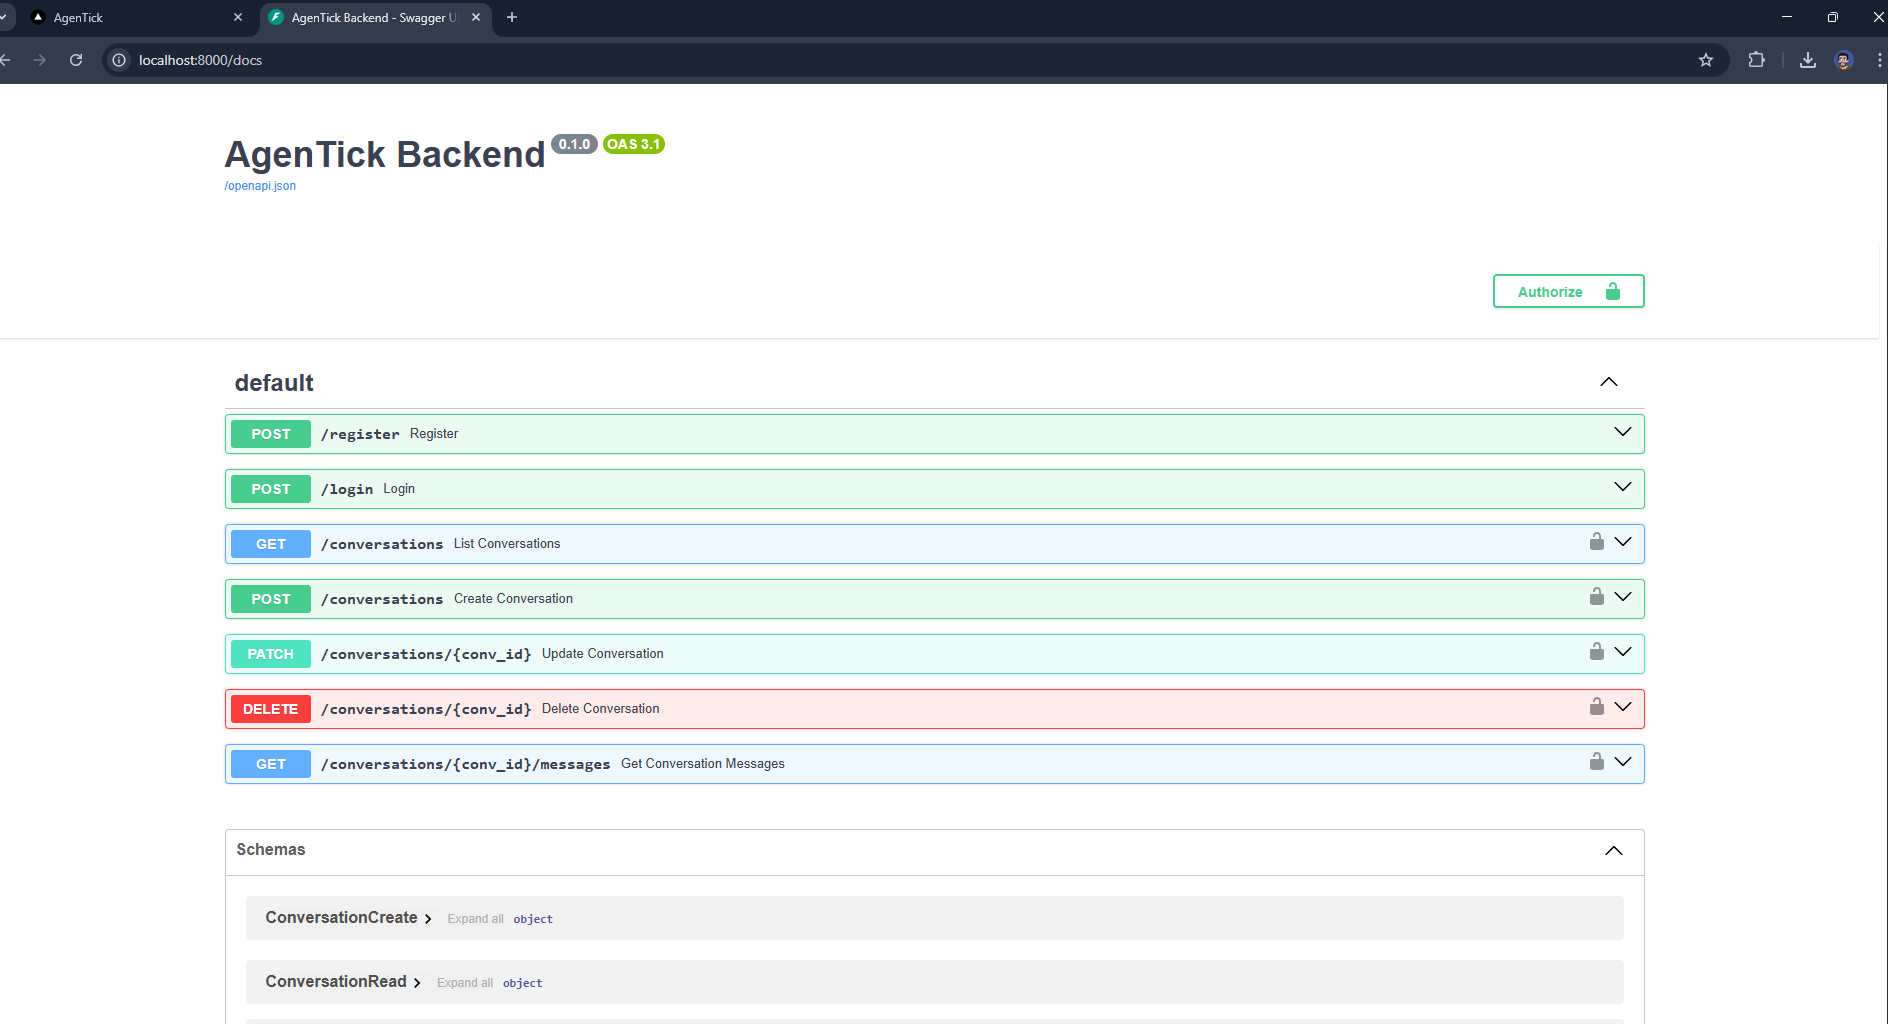 AgenTick
AgenTick Backend - Swagger U
localhost:8000/docs
AgenTick Backend 0.1.0 OAS 3.1
/openapi.json
Authorize
default
POST /register Register
POST /login Login
GET /conversations List Conversations
POST /conversations Create Conversation
PATCH /conversations/{conv_id} Update Conversation
DELETE /conversations/{conv_id} Delete Conversation
GET /conversations/{conv_id}/messages Get Conversation Messages
Schemas
ConversationCreate Expand all object
ConversationRead Expand all object